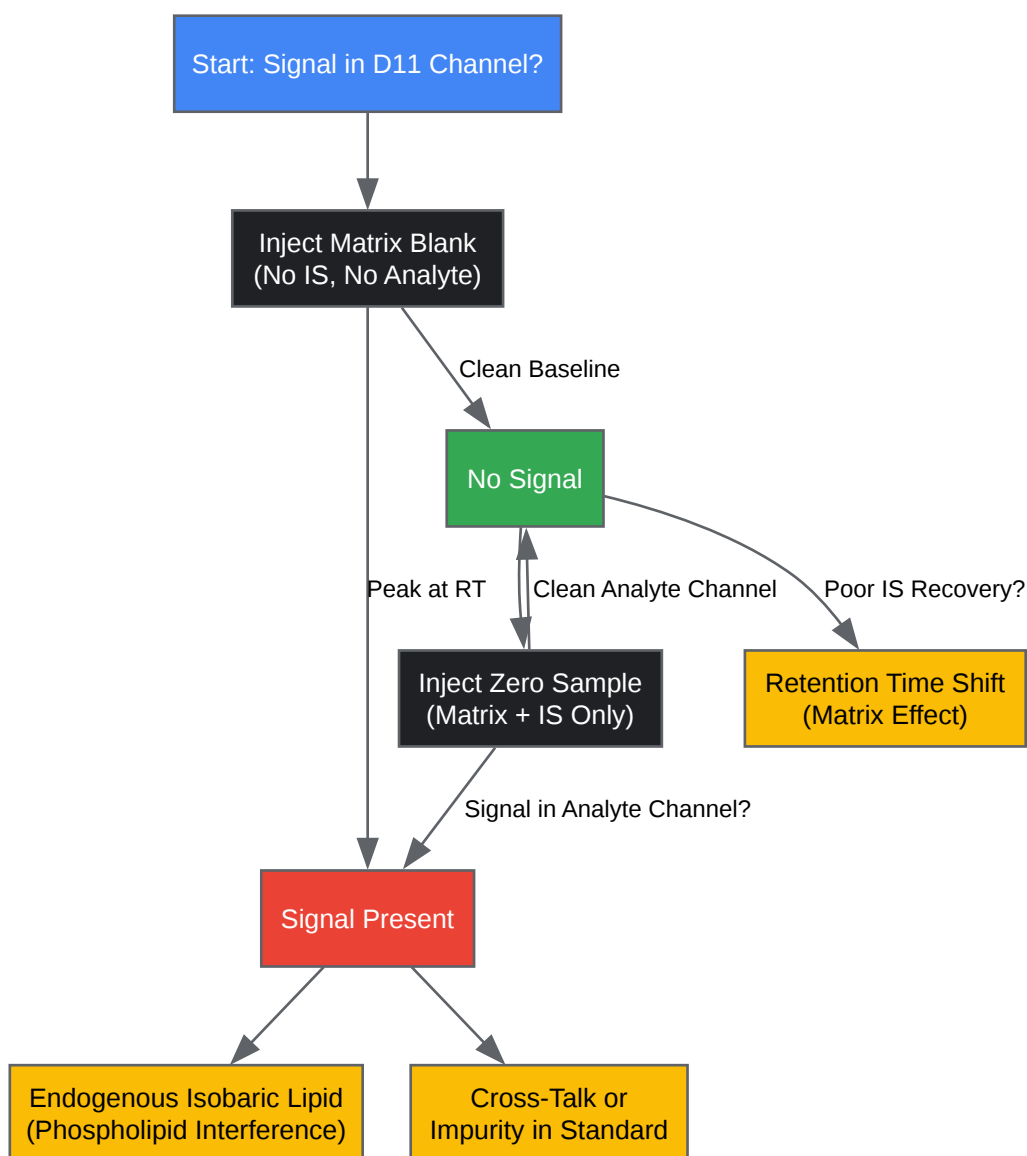 Start: Signal in D11 Channel?
Inject Matrix Blank
(No IS, No Analyte)
Clean Baseline
No Signal
Peak at RT
Clean Analyte Channel
Poor IS Recovery?
Inject Zero Sample
(Matrix + IS Only)
Retention Time Shift
(Matrix Effect)
Signal in Analyte Channel?
Signal Present
Endogenous Isobaric Lipid
(Phospholipid Interference)
Cross-Talk or
Impurity in Standard